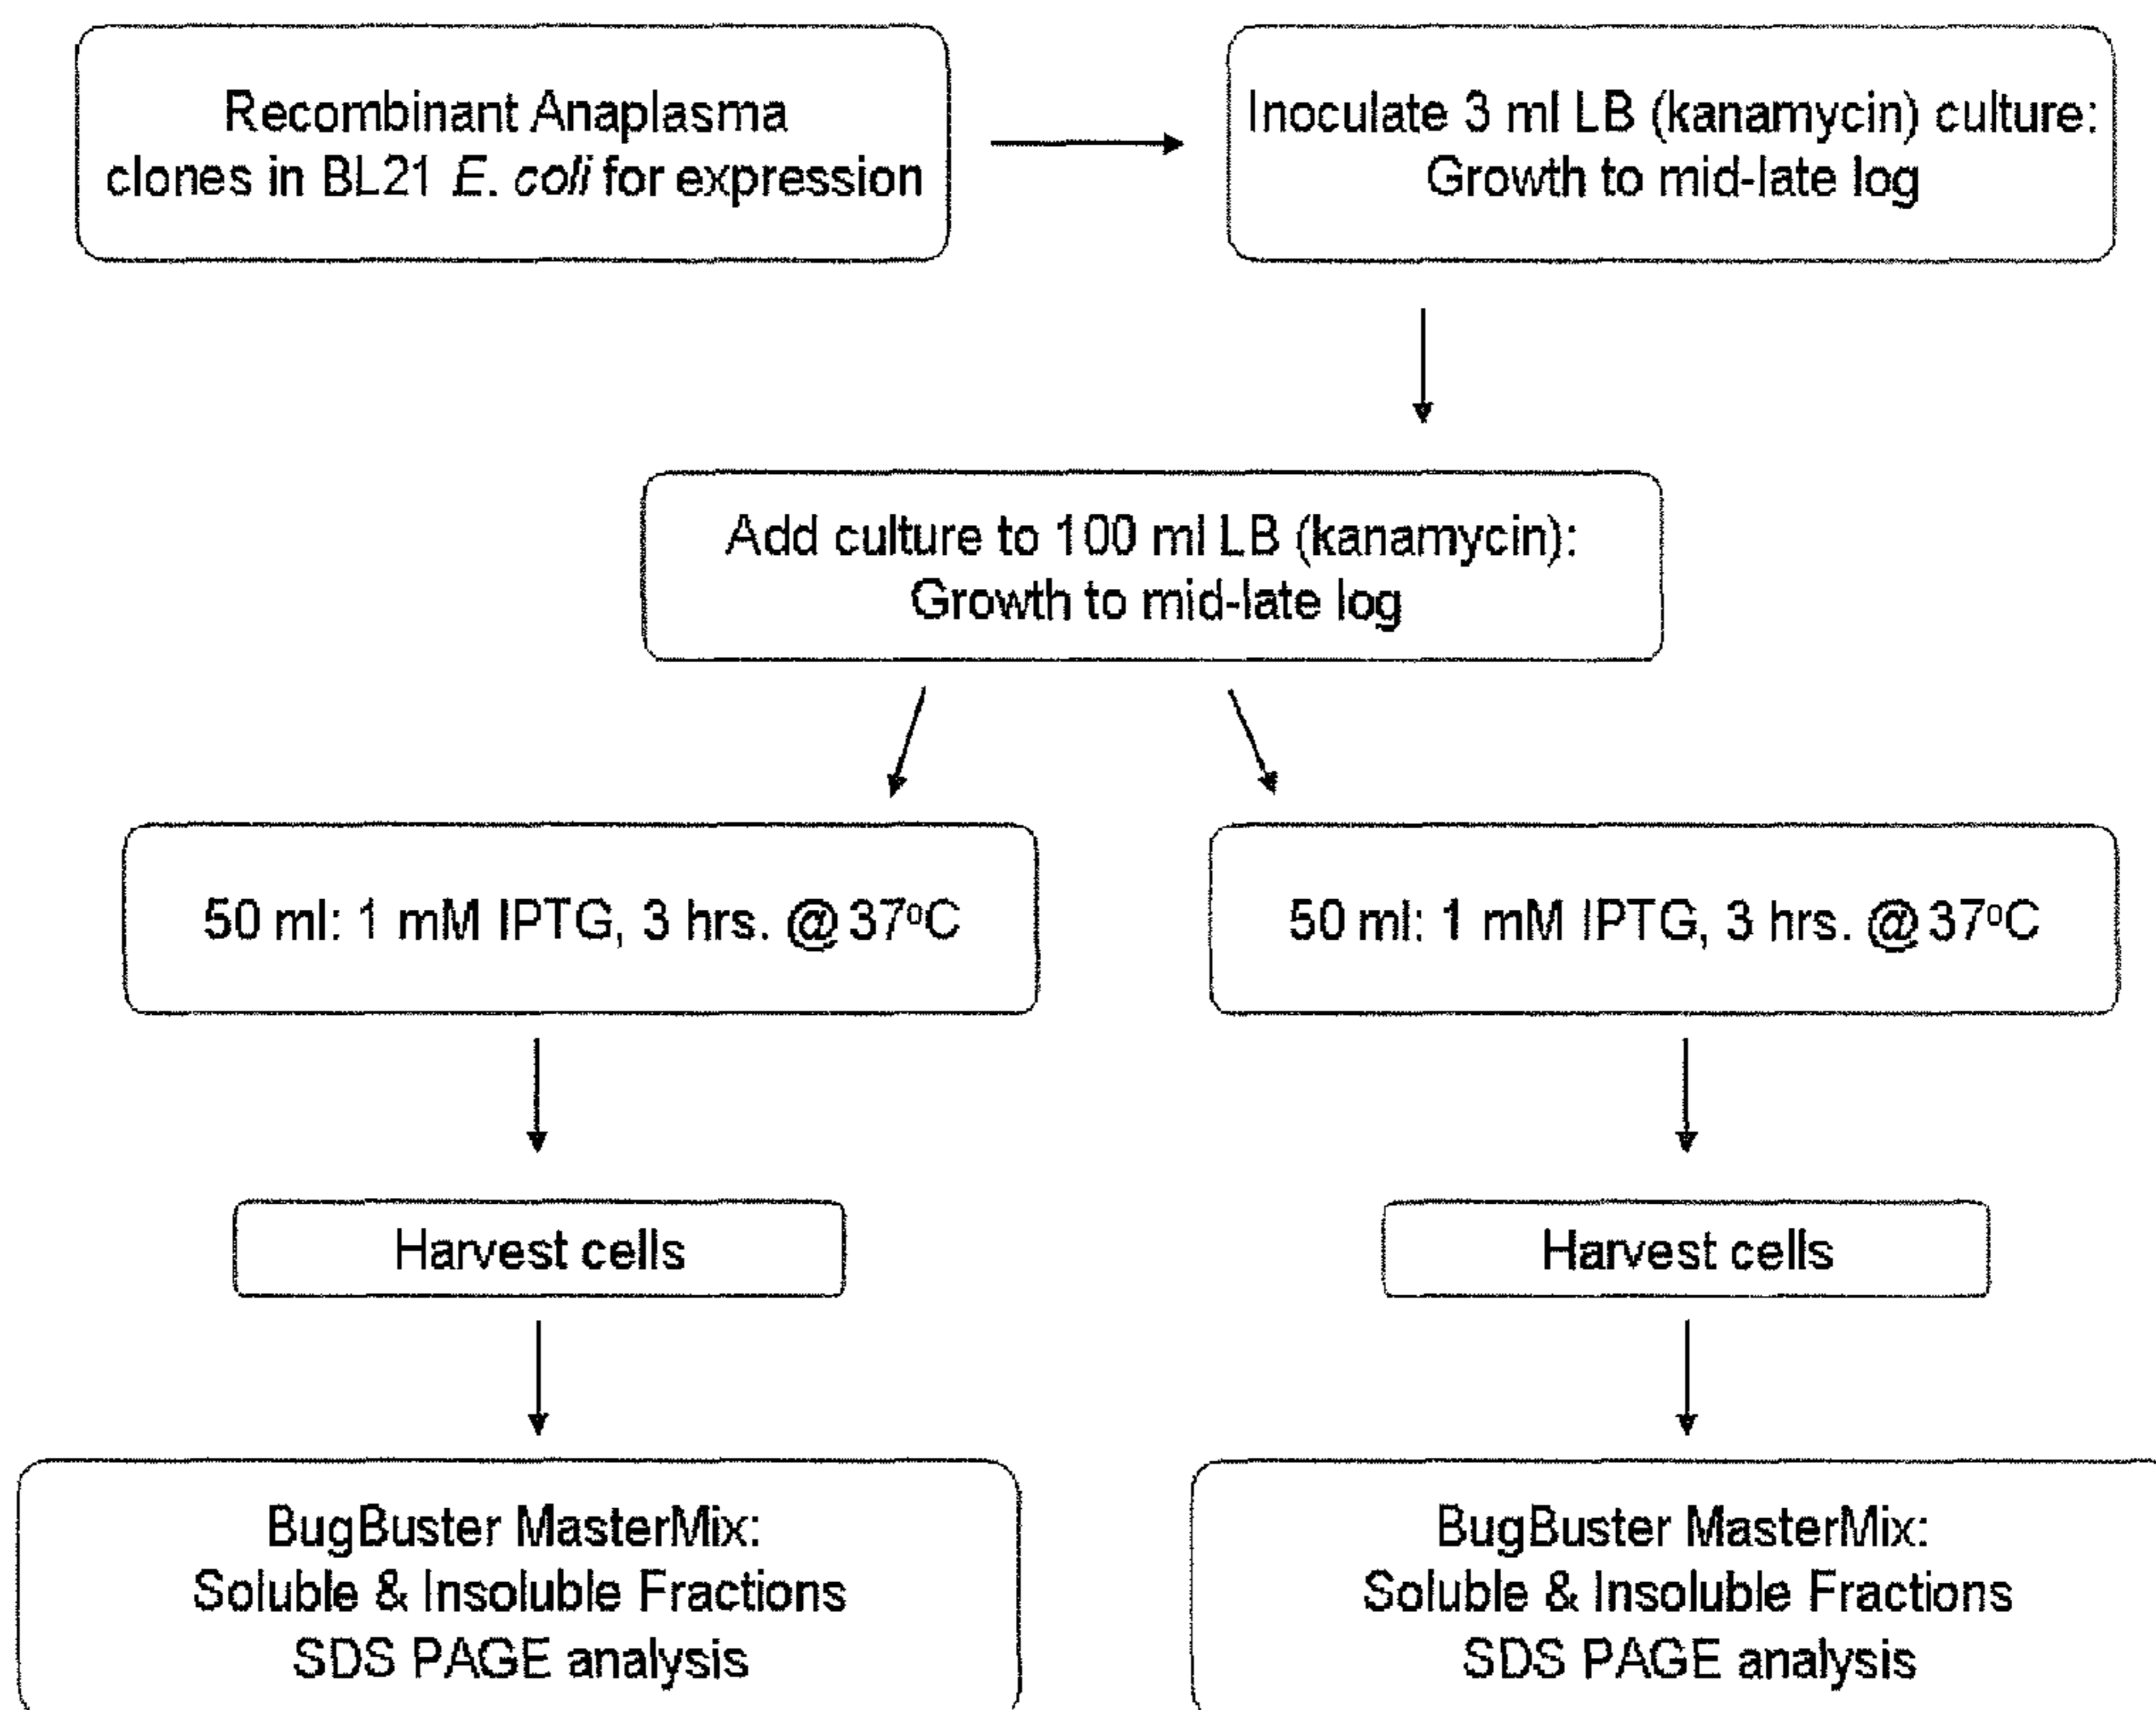 Recombinant Anaplasma
clones in BL21 E. coli for expression
Inoculate 3 ml LB (kanamycin) culture:
Growth to mid-late log
Add culture to 100 ml LB (kanamycin):
Growth to mid-late log
50 ml: 1 mM IPTG, 3 hrs. @ 37ºC
50 ml: 1 mM IPTG, 3 hrs. @ 37ºC
Harvest cells
Harvest cells
BugBuster MasterMix:
Soluble & Insoluble Fractions
SDS PAGE analysis
BugBuster MasterMix:
Soluble & Insoluble Fractions
SDS PAGE analysis